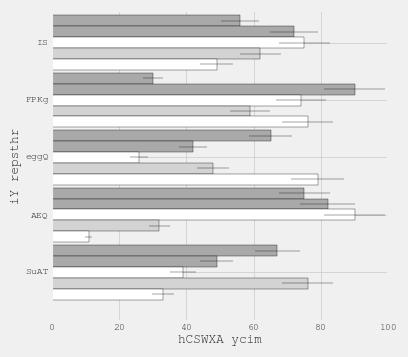 IS
FPKg
eggQ
AEQ
SuAT
iY repsthr
0 20 40 60 80 100
hCSWXA ycim